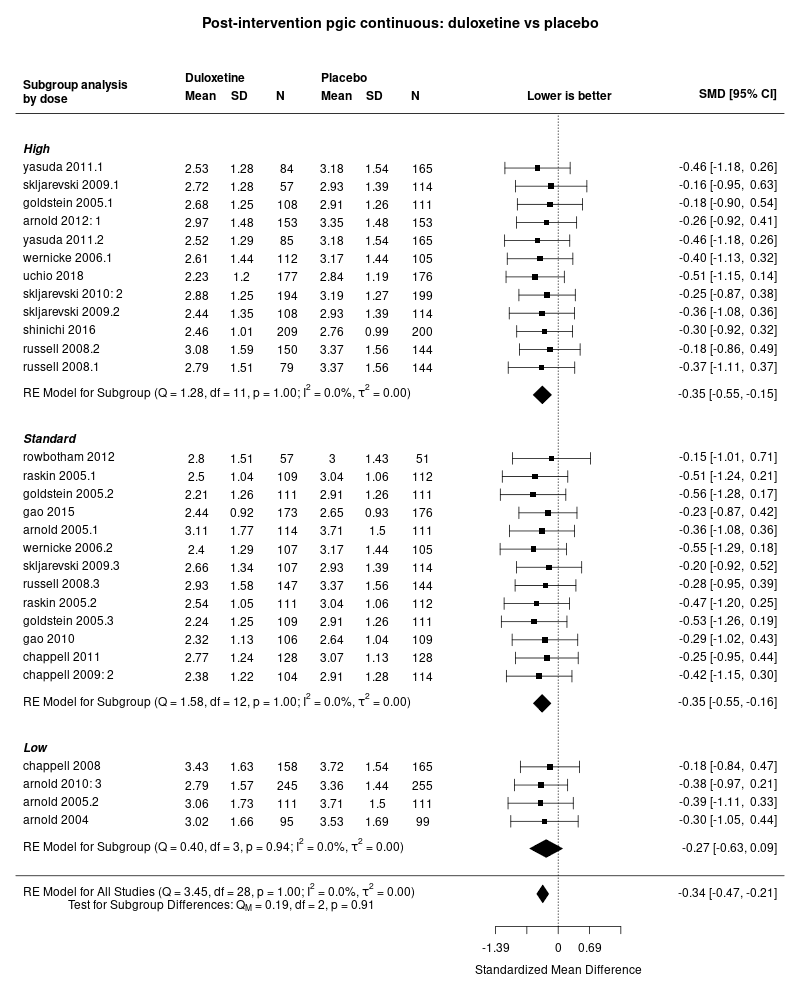 Post-intervention pgic continuous: duloxetine vs placebo
Duloxetine Placebo
Subgroup analysis by dose Mean SD N Mean SD N Lower is better SMD [95% CI]
High
yasuda 2011.1 2.53 1.28 84 3.18 1.54 165 -0.46 [-1.18, 0.26]
skljarevski 2009.1 2.72 1.28 57 2.93 1.39 114 -0.16 [-0.95, 0.63]
goldstein 2005.1 2.68 1.25 108 2.91 1.26 111 -0.18 [-0.90, 0.54]
arnold 2012: 1 2.97 1.48 153 3.35 1.48 153 -0.26 [-0.92, 0.41]
yasuda 2011.2 2.52 1.29 85 3.18 1.54 165 -0.46 [-1.18, 0.26]
wernicke 2006.1 2.61 1.44 112 3.17 1.44 105 -0.40 [-1.13, 0.32]
uchio 2018 2.23 1.2 177 2.84 1.19 176 -0.51 [-1.15, 0.14]
skljarevski 2010: 2 2.88 1.25 194 3.19 1.27 199 -0.25 [-0.87, 0.38]
skljarevski 2009.2 2.44 1.35 108 2.93 1.39 114 -0.36 [-1.08, 0.36]
shinichi 2016 2.46 1.01 209 2.76 0.99 200 -0.30 [-0.92, 0.32]
russell 2008.2 3.08 1.59 150 3.37 1.56 144 -0.18 [-0.86, 0.49]
russell 2008.1 2.79 1.51 79 3.37 1.56 144 -0.37 [-1.11, 0.37]
RE Model for Subgroup (Q = 1.28, df = 11, p = 1.00; I² = 0.0%, τ² = 0.00) -0.35 [-0.55, -0.15]
Standard
rowbotham 2012 2.8 1.51 57 3 1.43 51 -0.15 [-1.01, 0.71]
raskin 2005.1 2.5 1.04 109 3.04 1.06 112 -0.51 [-1.24, 0.21]
goldstein 2005.2 2.21 1.26 111 2.91 1.26 111 -0.56 [-1.28, 0.17]
gao 2015 2.44 0.92 173 2.65 0.93 176 -0.23 [-0.87, 0.42]
arnold 2005.1 3.11 1.77 114 3.71 1.5 111 -0.36 [-1.08, 0.36]
wernicke 2006.2 2.4 1.29 107 3.17 1.44 105 -0.55 [-1.29, 0.18]
skljarevski 2009.3 2.66 1.34 107 2.93 1.39 114 -0.20 [-0.92, 0.52]
russell 2008.3 2.93 1.58 147 3.37 1.56 144 -0.28 [-0.95, 0.39]
raskin 2005.2 2.54 1.05 111 3.04 1.06 112 -0.47 [-1.20, 0.25]
goldstein 2005.3 2.24 1.25 109 2.91 1.26 111 -0.53 [-1.26, 0.19]
gao 2010 2.32 1.13 106 2.64 1.04 109 -0.29 [-1.02, 0.43]
chappell 2011 2.77 1.24 128 3.07 1.13 128 -0.25 [-0.95, 0.44]
chappell 2009: 2 2.38 1.22 104 2.91 1.28 114 -0.42 [-1.15, 0.30]
RE Model for Subgroup (Q = 1.58, df = 12, p = 1.00; I² = 0.0%, τ² = 0.00) -0.35 [-0.55, -0.16]
Low
chappell 2008 3.43 1.63 158 3.72 1.54 165 -0.18 [-0.84, 0.47]
arnold 2010: 3 2.79 1.57 245 3.36 1.44 255 -0.38 [-0.97, 0.21]
arnold 2005.2 3.06 1.73 111 3.71 1.5 111 -0.39 [-1.11, 0.33]
arnold 2004 3.02 1.66 95 3.53 1.69 99 -0.30 [-1.05, 0.44]
RE Model for Subgroup (Q = 0.40, df = 3, p = 0.94; I² = 0.0%, τ² = 0.00) -0.27 [-0.63, 0.09]
RE Model for All Studies (Q = 3.45, df = 28, p = 1.00; I² = 0.0%, τ² = 0.00) -0.34 [-0.47, -0.21]
Test for Subgroup Differences: Q_M = 0.19, df = 2, p = 0.91
-1.39 0 0.69
Standardized Mean Difference